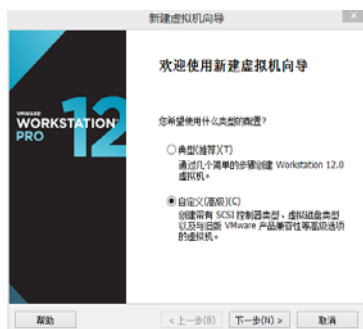 新建虚拟机向导
欢迎使用新建虚拟机向导
VMWARE
WORKSTATION
PRO
12
您希望使用什么类型的配置?
典型(推荐)(T)
通过几个简单的步骤创建 Workstation 12.0
虚拟机。
自定义(高级)(C)
创建带有 SCSI 控制器类型、虚拟磁盘类型
以及与旧版 VMware 产品兼容性等高级选项
的虚拟机。
帮助
< 上一步(B)
下一步(N) >
取消